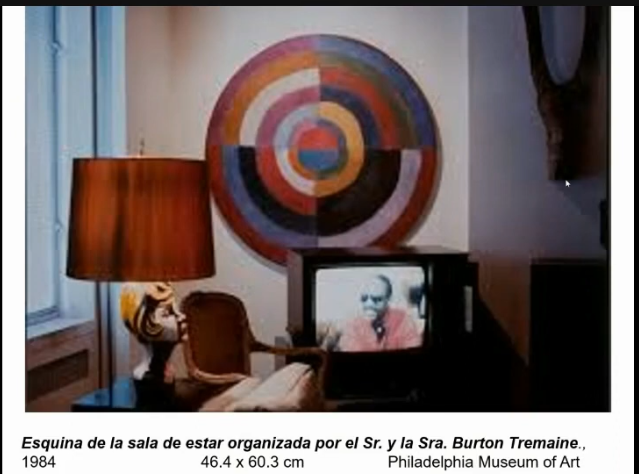 Esquina de la sala de estar organizada por el Sr. y la Sra. Burton Tremaine.,
1984 46.4 x 60.3 cm Philadelphia Museum of Art